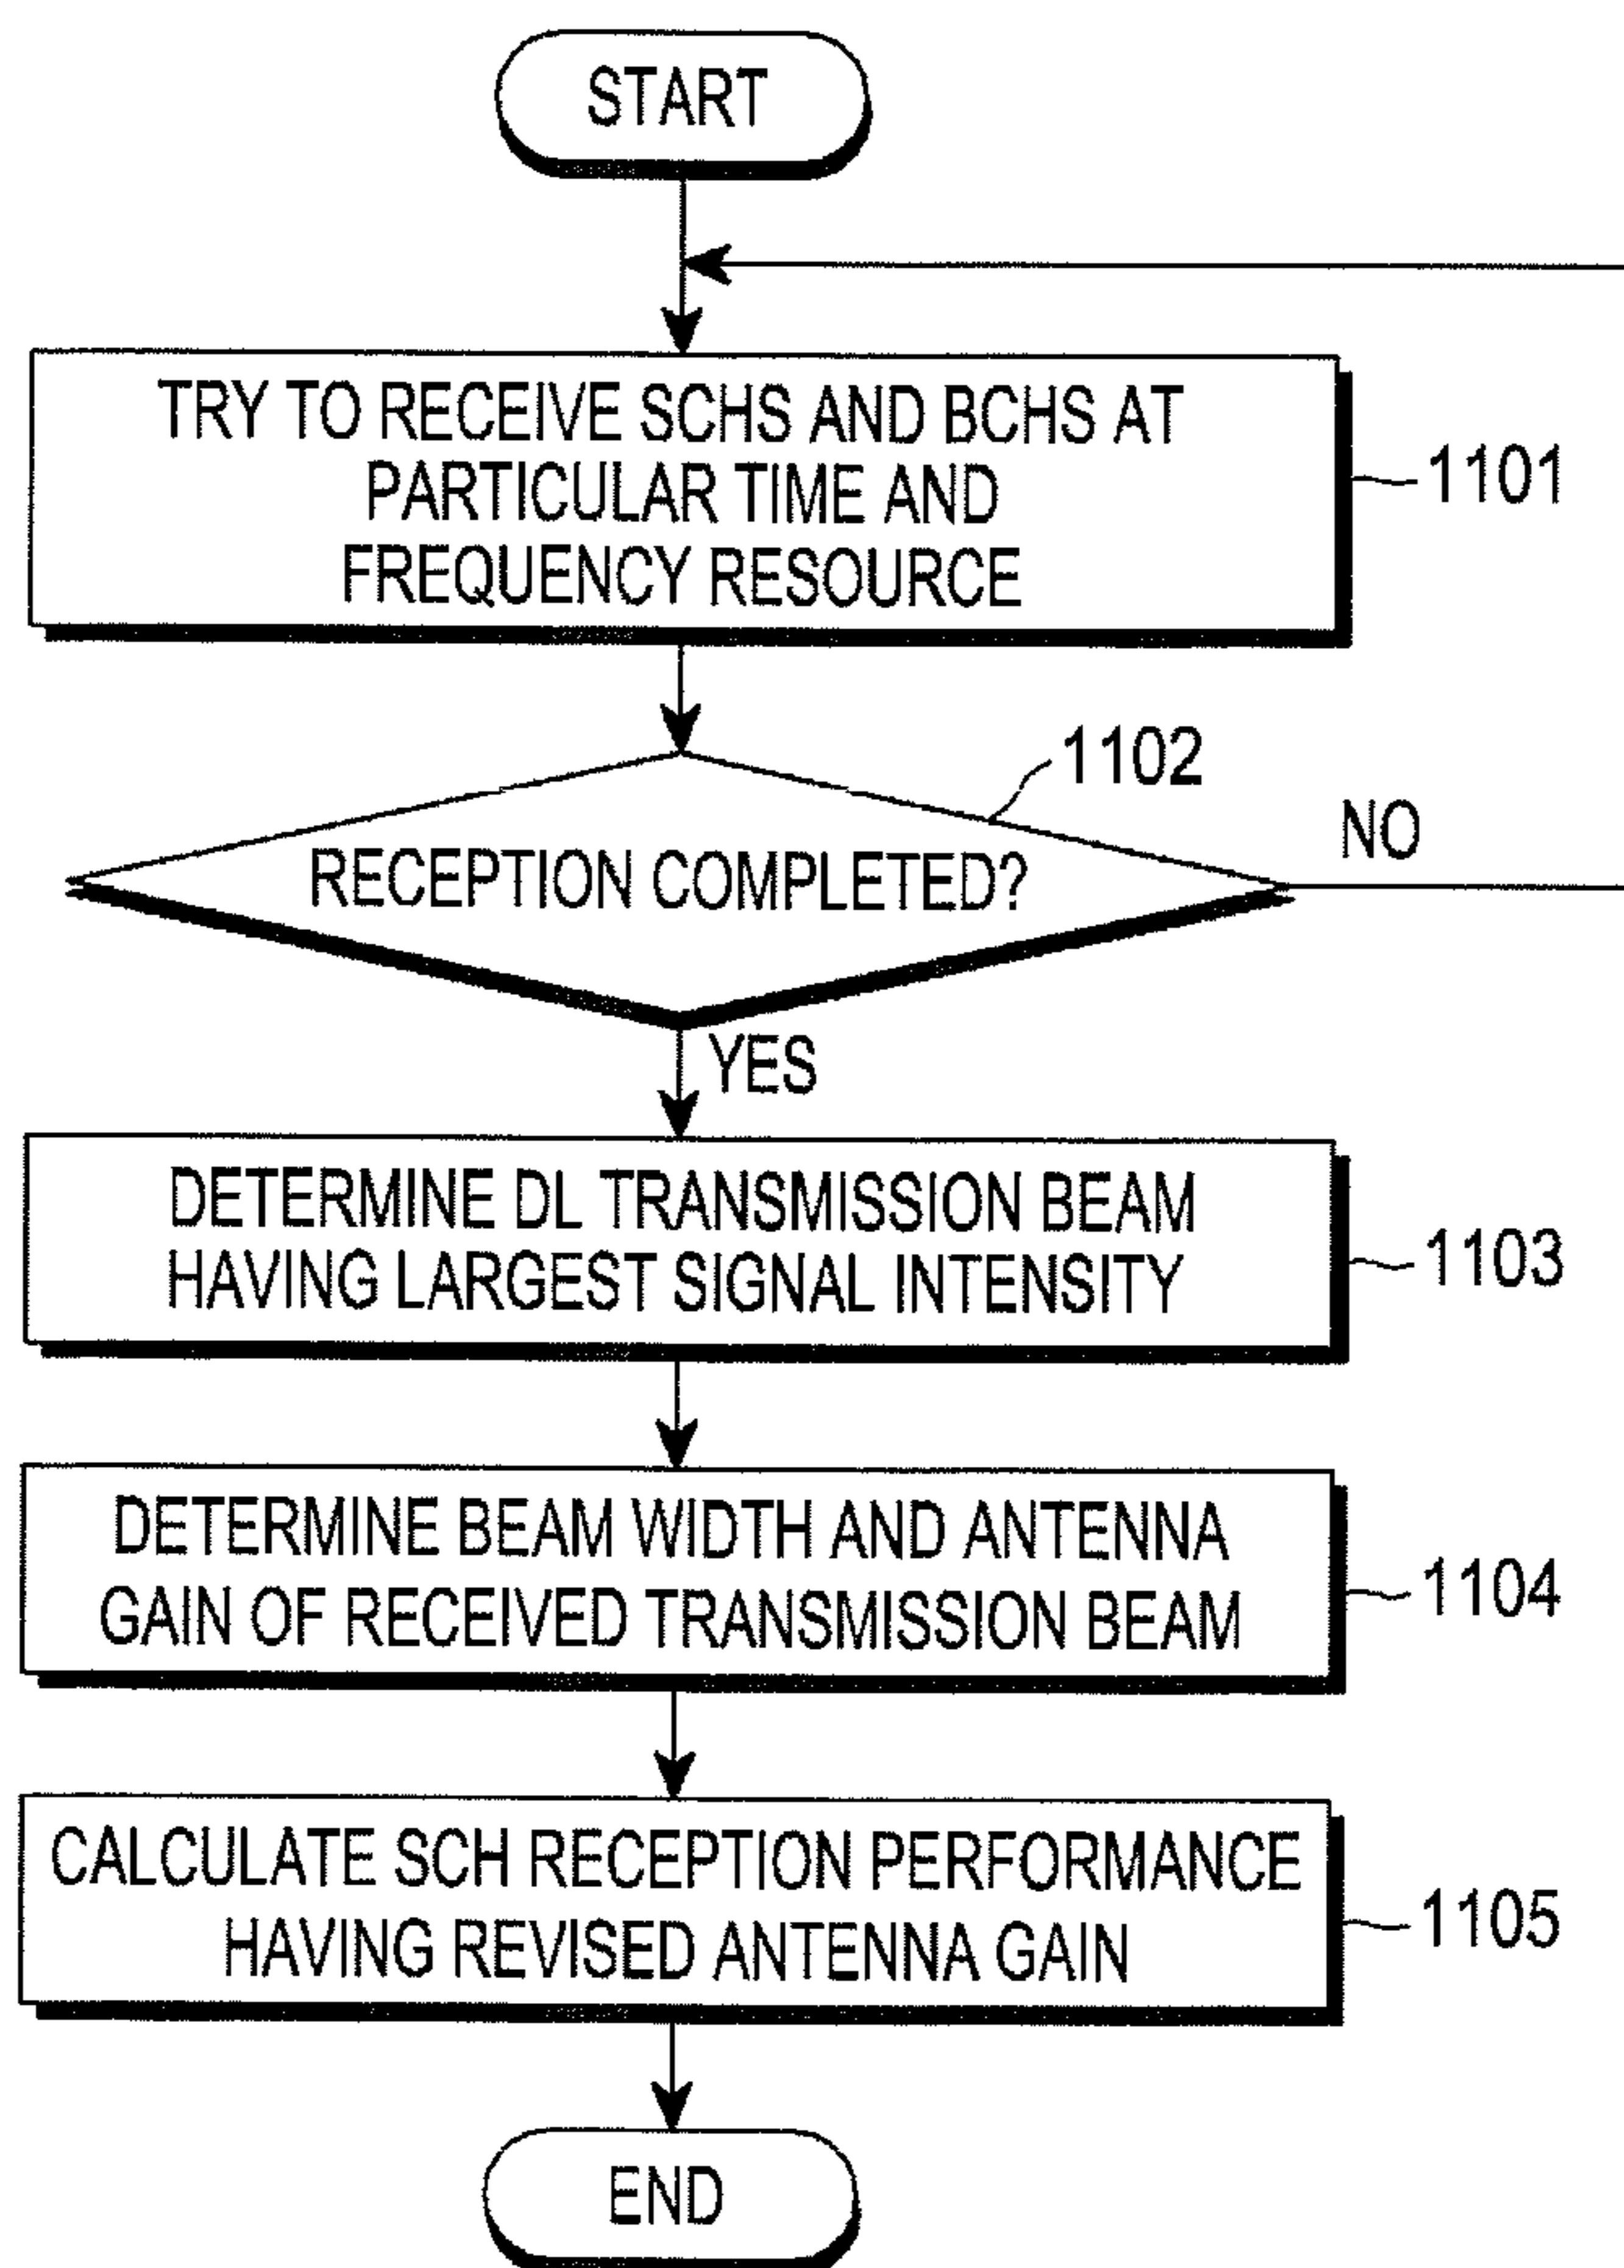 START
TRY TO RECEIVE SCHS AND BCHS AT
PARTICULAR TIME AND
FREQUENCY RESOURCE
1101
1102
RECEPTION COMPLETED?
NO
YES
DETERMINE DL TRANSMISSION BEAM
HAVING LARGEST SIGNAL INTENSITY
1103
DETERMINE BEAM WIDTH AND ANTENNA
GAIN OF RECEIVED TRANSMISSION BEAM
1104
CALCULATE SCH RECEPTION PERFORMANCE
HAVING REVISED ANTENNA GAIN
1105
END